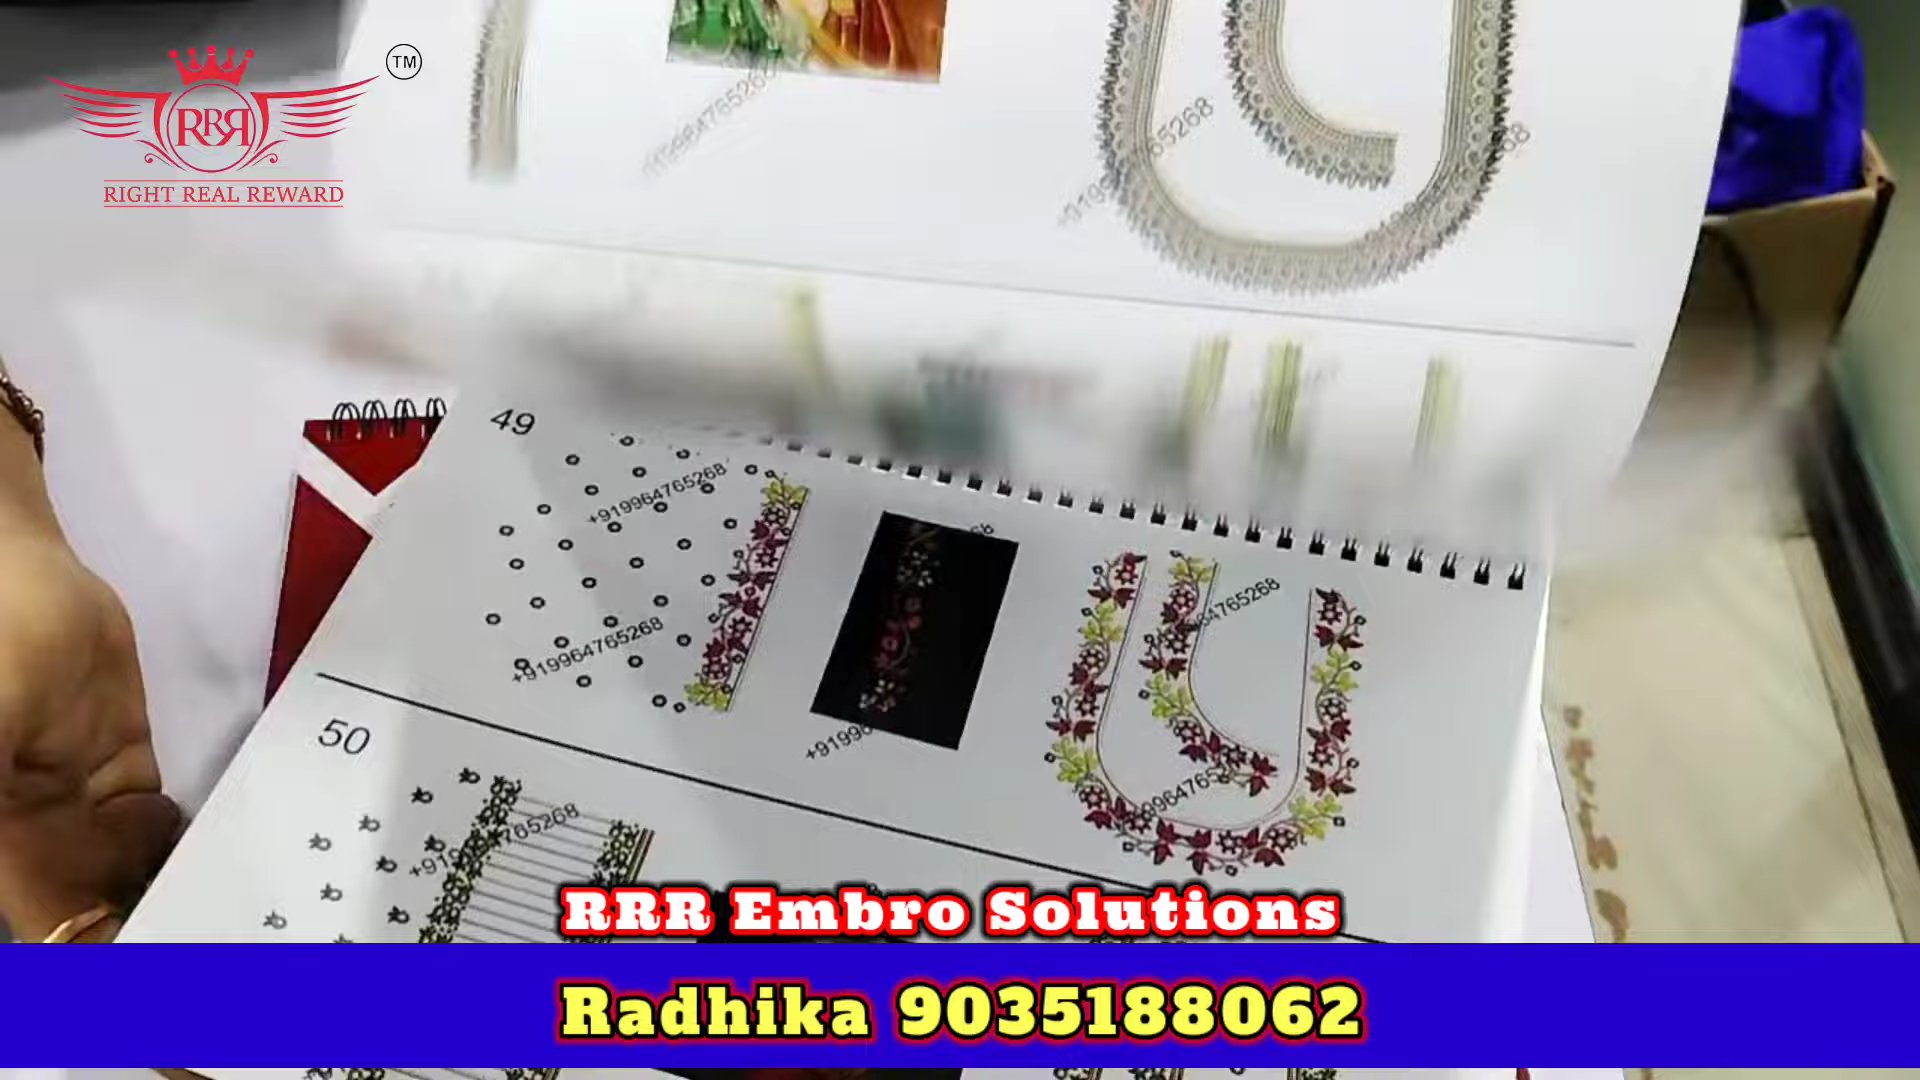 TM
RRR
RIGHT REAL REWARD
49
+919964765268
+919964765268
50
RRR Embro Solutions
Radhika 9035188062